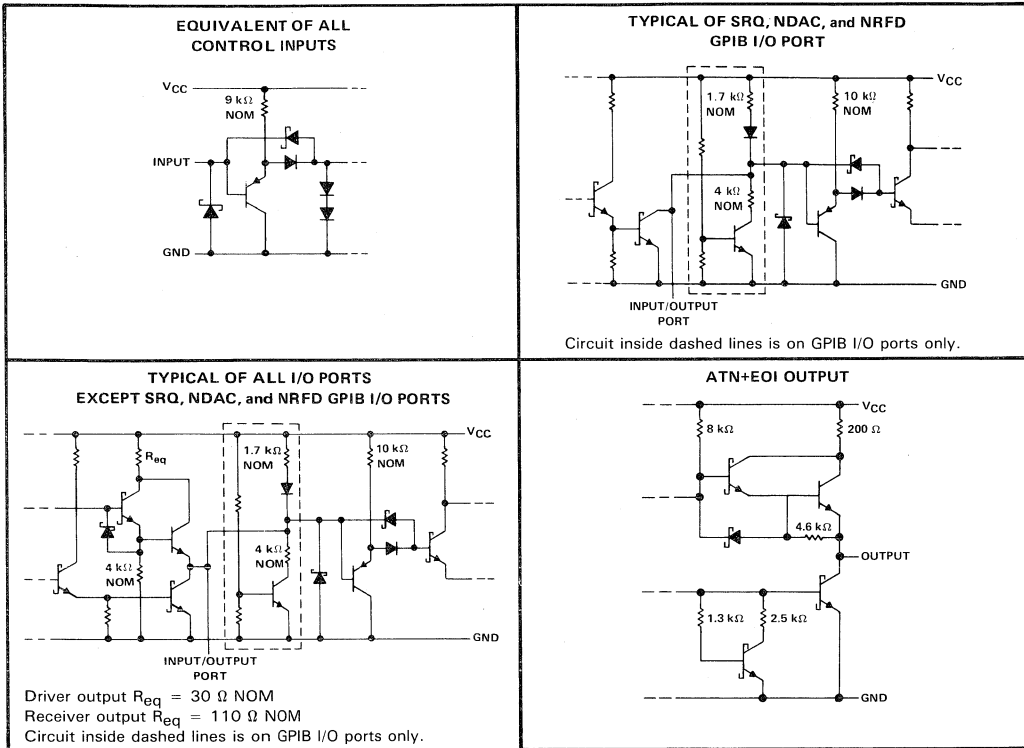 EQUIVALENT OF ALL
CONTROL INPUTS
VCC
9 kΩ
NOM
INPUT
GND
TYPICAL OF SRQ, NDAC, and NRFD
GPIB I/O PORT
VCC
1.7 kΩ
NOM
10 kΩ
NOM
4 kΩ
NOM
GND
INPUT/OUTPUT
PORT
Circuit inside dashed lines is on GPIB I/O ports only.
TYPICAL OF ALL I/O PORTS
EXCEPT SRQ, NDAC, and NRFD GPIB I/O PORTS
VCC
Req
1.7 kΩ
NOM
10 kΩ
NOM
4 kΩ
NOM
4 kΩ
NOM
GND
INPUT/OUTPUT
PORT
Driver output Req = 30 Ω NOM
Receiver output Req = 110 Ω NOM
Circuit inside dashed lines is on GPIB I/O ports only.
ATN+EOI OUTPUT
VCC
8 kΩ
200 Ω
4.6 kΩ
OUTPUT
1.3 kΩ
2.5 kΩ
GND